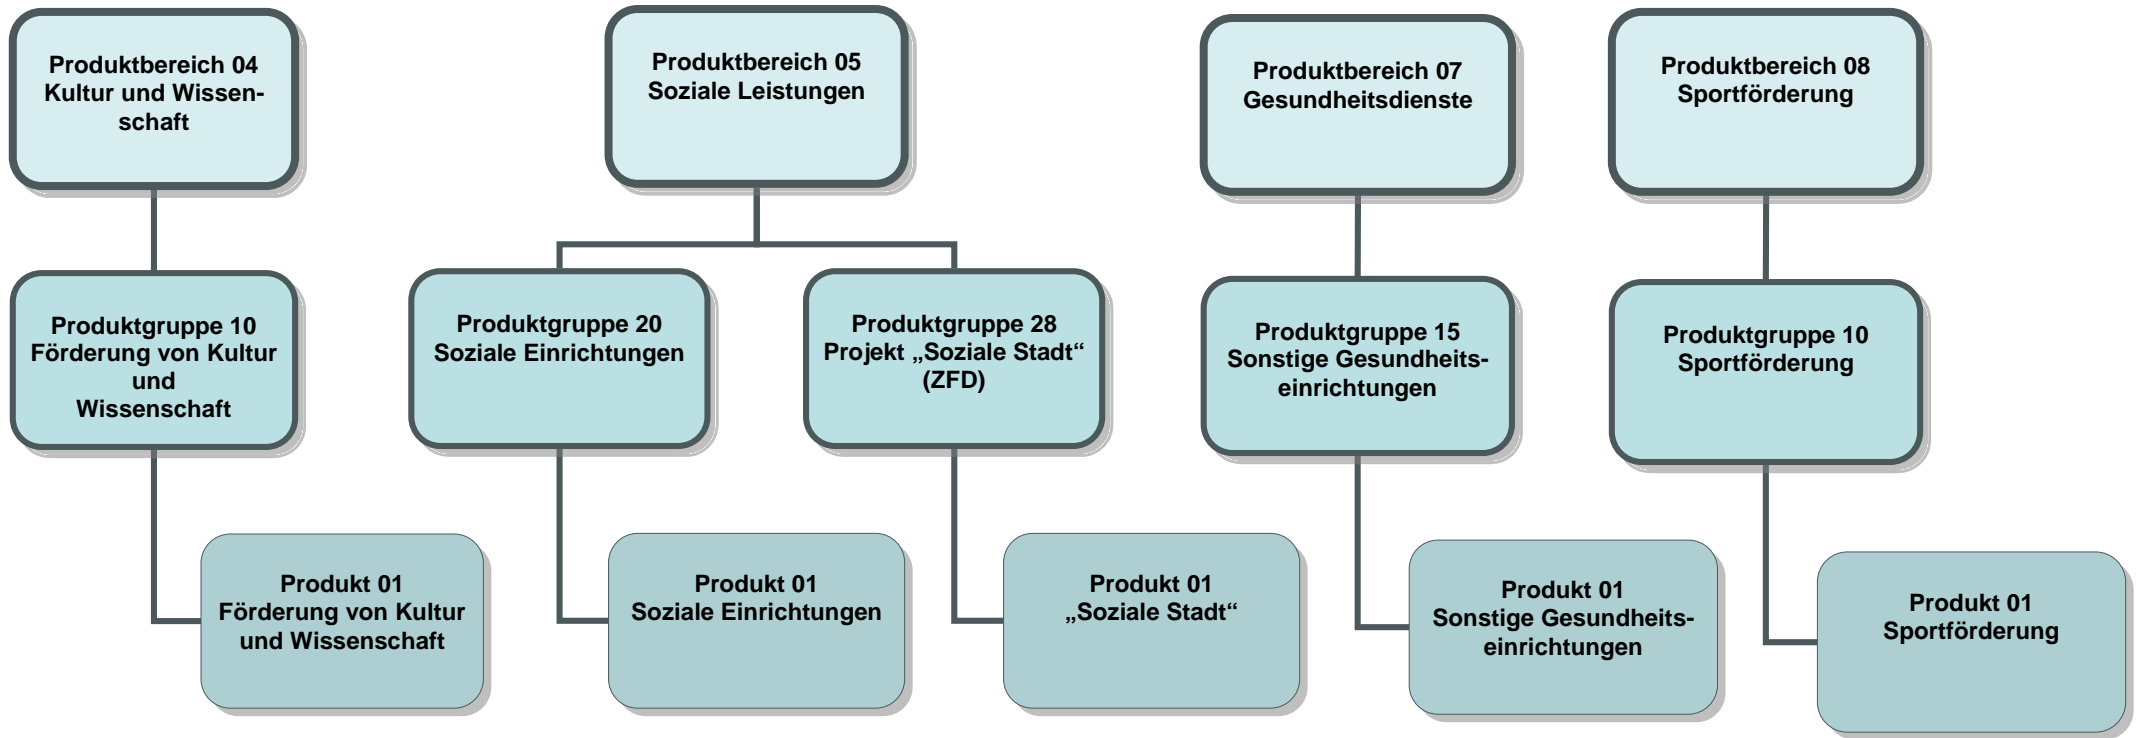 Produktbereich 04
Kultur und Wissen-
schaft
Produktbereich 05
Soziale Leistungen
Produktbereich 07
Gesundheitsdienste
Produktbereich 08
Sportförderung
Produktgruppe 10
Förderung von Kultur
und
Wissenschaft
Produktgruppe 20
Soziale Einrichtungen
Produktgruppe 28
Projekt „Soziale Stadt“
(ZFD)
Produktgruppe 15
Sonstige Gesundheits-
einrichtungen
Produktgruppe 10
Sportförderung
Produkt 01
Förderung von Kultur
und Wissenschaft
Produkt 01
Soziale Einrichtungen
Produkt 01
„Soziale Stadt“
Produkt 01
Sonstige Gesundheits-
einrichtungen
Produkt 01
Sportförderung